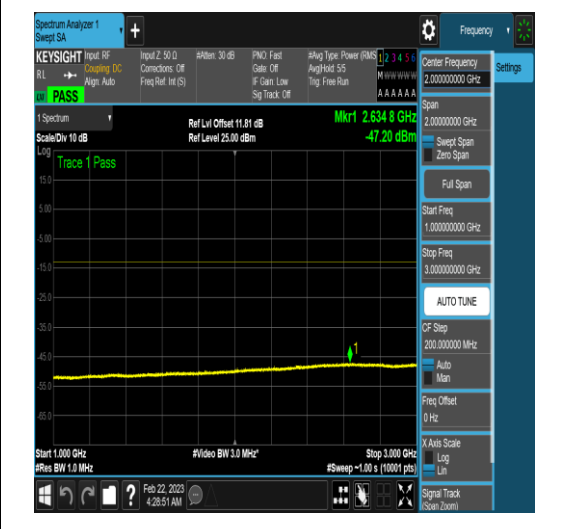 Spectrum Analyzer 1
Swept SA
+
Frequency
KEYSIGHT
RL
PASS
Input: RF
Coupling: DC
Align: Auto
Input Z: 50 Ω
Corrections: Off
Freq Ref: Int (S)
#Atten: 30 dB
PNO: Fast
Gate: Off
IF Gain: Low
Sig Track: Off
#Avg Type: Power (RMS
Avg|Hold: 5/5
Trig: Free Run
1 2 3 4 5 6
M W W W W W
A A A A A A
1 Spectrum
Scale/Div 10 dB
Ref Lvl Offset 11.81 dB
Ref Level 25.00 dBm
Mkr1 2.634 8 GHz
-47.20 dBm
Log
Trace 1 Pass
15.0
5.00
-5.00
-15.0
-25.0
-35.0
-45.0
-55.0
-65.0
1
Start 1.000 GHz
#Res BW 1.0 MHz
#Video BW 3.0 MHz*
Stop 3.000 GHz
#Sweep ~1.00 s (10001 pts)
?
Feb 22, 2023
4:28:51 AM
Center Frequency
2.000000000 GHz
Settings
Span
2.00000000 GHz
Swept Span
Zero Span
Full Span
Start Freq
1.000000000 GHz
Stop Freq
3.000000000 GHz
AUTO TUNE
CF Step
200.000000 MHz
Auto
Man
Freq Offset
0 Hz
X Axis Scale
Log
Lin
Signal Track
(Span Zoom)